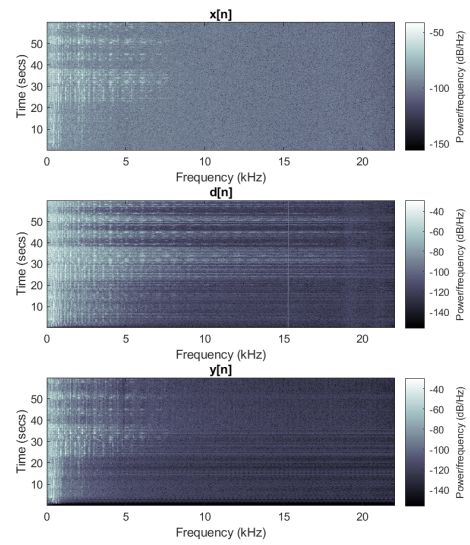 x[n]
60
50
40
30
20
10
Time (secs)
0 5 10 15 20
Frequency (kHz)
-50
-100
-150
Power/frequency (dB/Hz)
d[n]
50
40
30
20
10
Time (secs)
0 5 10 15 20
Frequency (kHz)
-40
-60
-80
-100
-120
-140
Power/frequency (dB/Hz)
y[n]
50
40
30
20
10
Time (secs)
0 5 10 15 20
Frequency (kHz)
-40
-60
-80
-100
-120
-140
Power/frequency (dB/Hz)